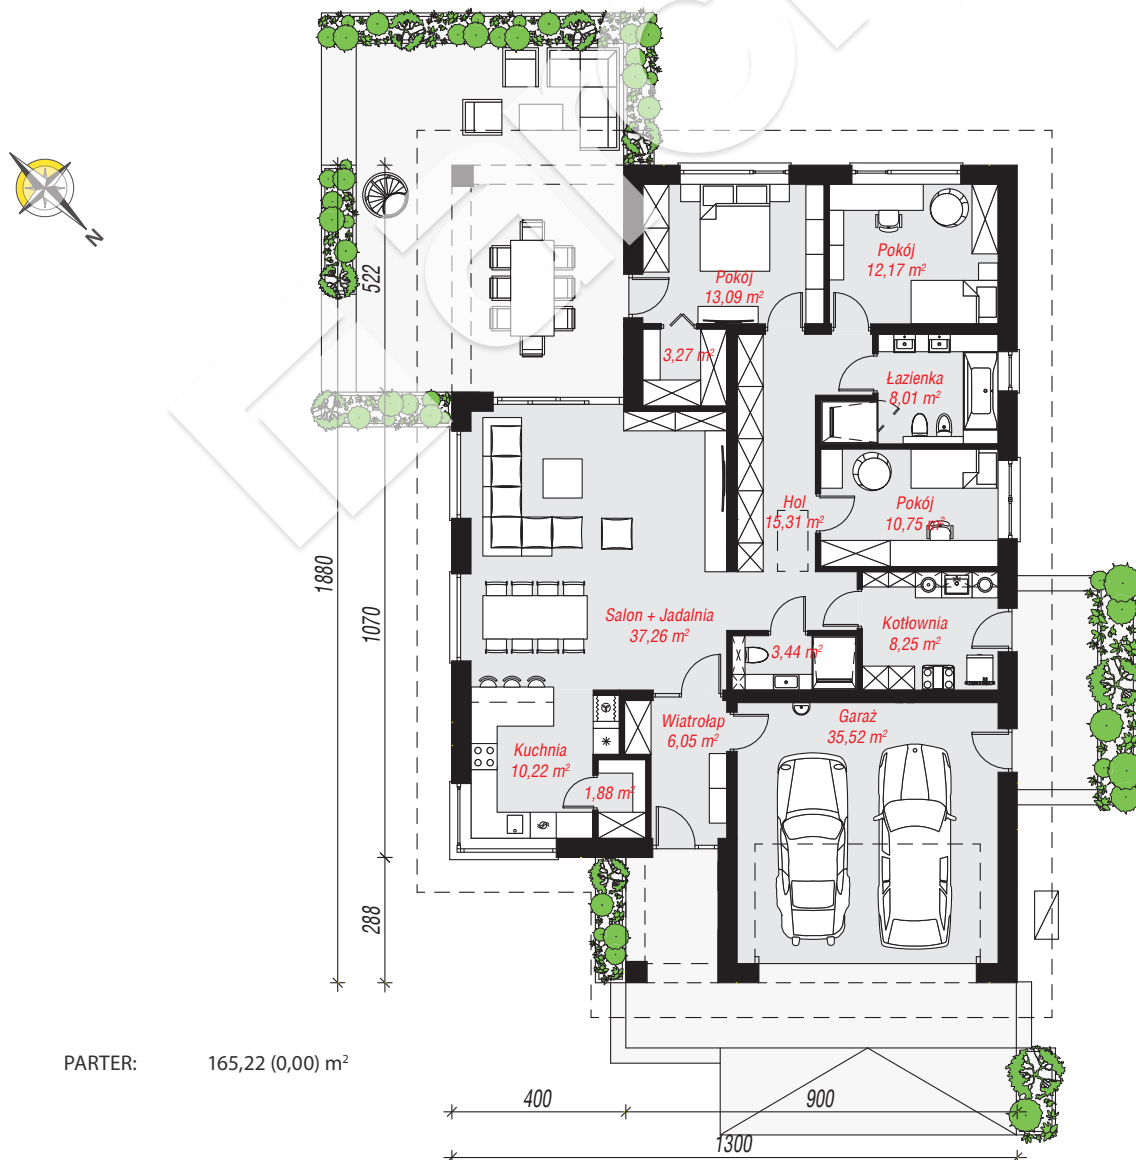 N
522
Pokój
12,17 m²
Pokój
13,09 m²
3,27 m²
Łazienka
8,01 m²
Hol
15,31 m²
Pokój
10,75 m²
1880
1070
Salon + Jadalnia
37,26 m²
Kotłownia
8,25 m²
3,44 m²
Wiatrołap
6,05 m²
Garaż
35,52 m²
Kuchnia
10,22 m²
1,88 m²
288
PARTER: 165,22 (0,00) m²
400
900
1300